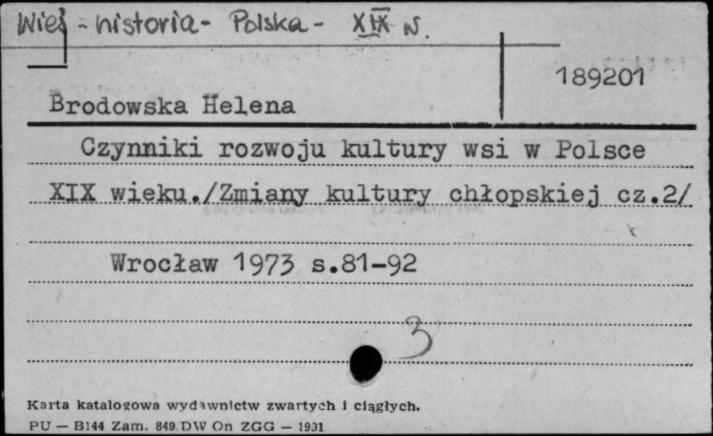 Wieś - historia - Polska - XIX w.
189201
Brodowska Helena
Czynniki rozwoju kultury wsi w Polsce
XIX wieku./Zmiany kultury chłopskiej cz.2/
Wrocław 1973 s.81-92
3
Karta katalogowa wydawnictw zwartych i ciągłych.
PU — B144 Zam. 849 DW On ZGG — 1931